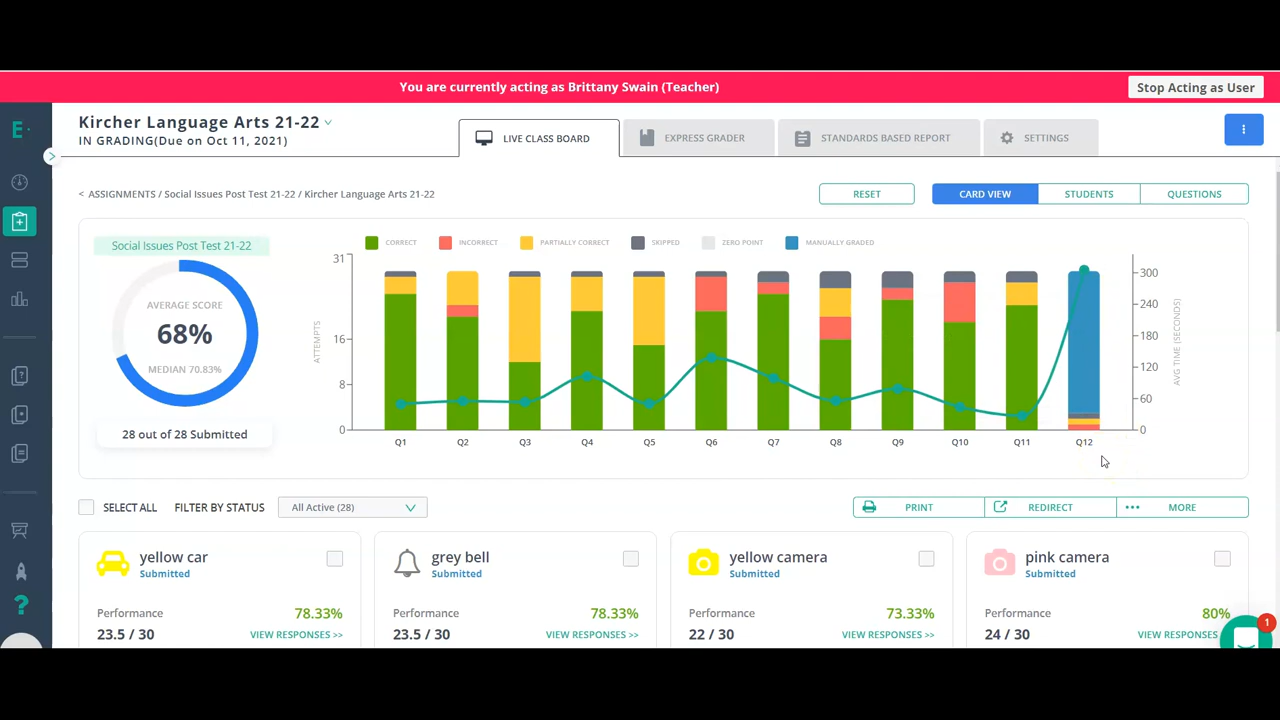 You are currently acting as Brittany Swain (Teacher)
Stop Acting as User
E
Kircher Language Arts 21-22
IN GRADING(Due on Oct 11, 2021)
LIVE CLASS BOARD
EXPRESS GRADER
STANDARDS BASED REPORT
SETTINGS
< ASSIGNMENTS / Social Issues Post Test 21-22 / Kircher Language Arts 21-22
RESET
CARD VIEW
STUDENTS
QUESTIONS
Social Issues Post Test 21-22
AVERAGE SCORE
68%
MEDIAN 70.83%
28 out of 28 Submitted
CORRECT INCORRECT PARTIALLY CORRECT SKIPPED ZERO POINT MANUALLY GRADED
ATTEMPTS
31
16
8
0
300
240
180
120
60
0
AVG TIME (SECONDS)
Q1 Q2 Q3 Q4 Q5 Q6 Q7 Q8 Q9 Q10 Q11 Q12
SELECT ALL
FILTER BY STATUS
All Active (28)
PRINT
REDIRECT
MORE
yellow car
Submitted
Performance 78.33%
23.5 / 30 VIEW RESPONSES >>
grey bell
Submitted
Performance 78.33%
23.5 / 30 VIEW RESPONSES >>
yellow camera
Submitted
Performance 73.33%
22 / 30 VIEW RESPONSES >>
pink camera
Submitted
Performance 80%
24 / 30 VIEW RESPONSES
?
1